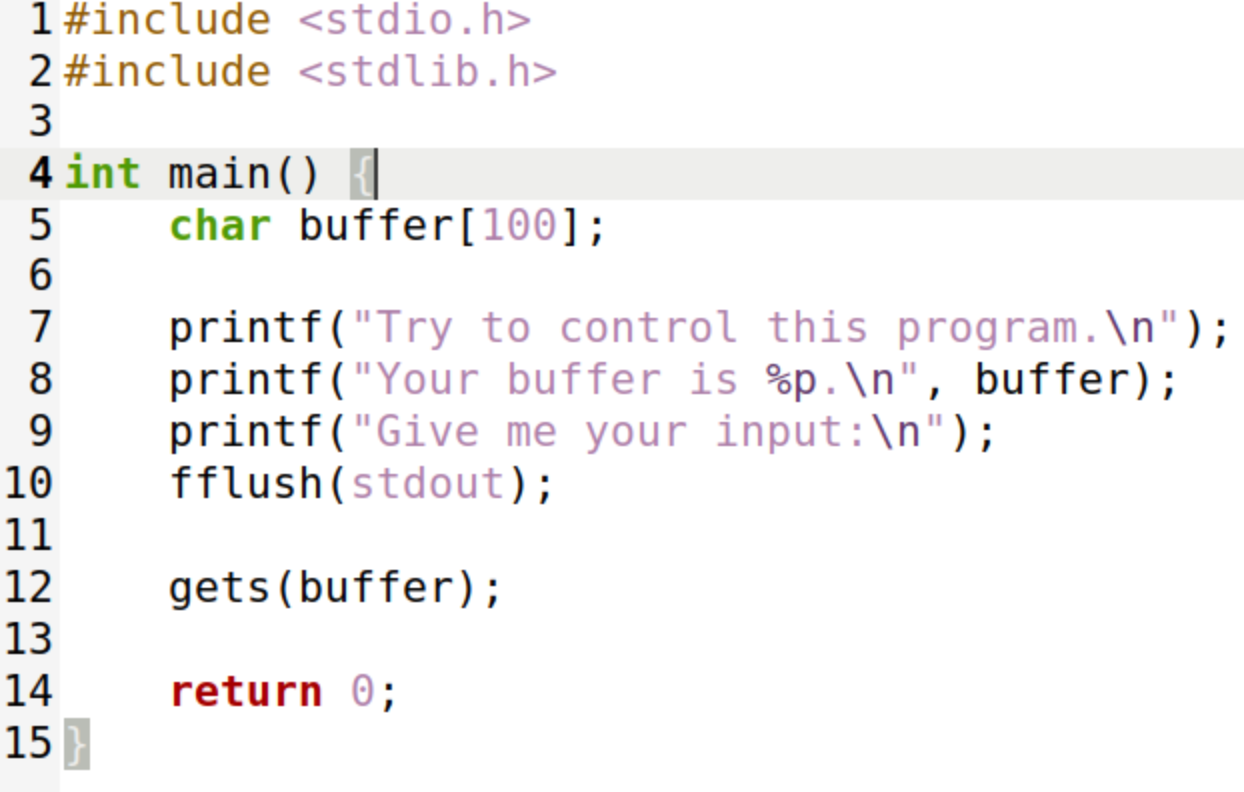 1 #include <stdio.h>
2 #include <stdlib.h>
3
4 int main() {
5     char buffer[100];
6
7     printf("Try to control this program.\n");
8     printf("Your buffer is %p.\n", buffer);
9     printf("Give me your input:\n");
10     fflush(stdout);
11
12     gets(buffer);
13
14     return 0;
15 }